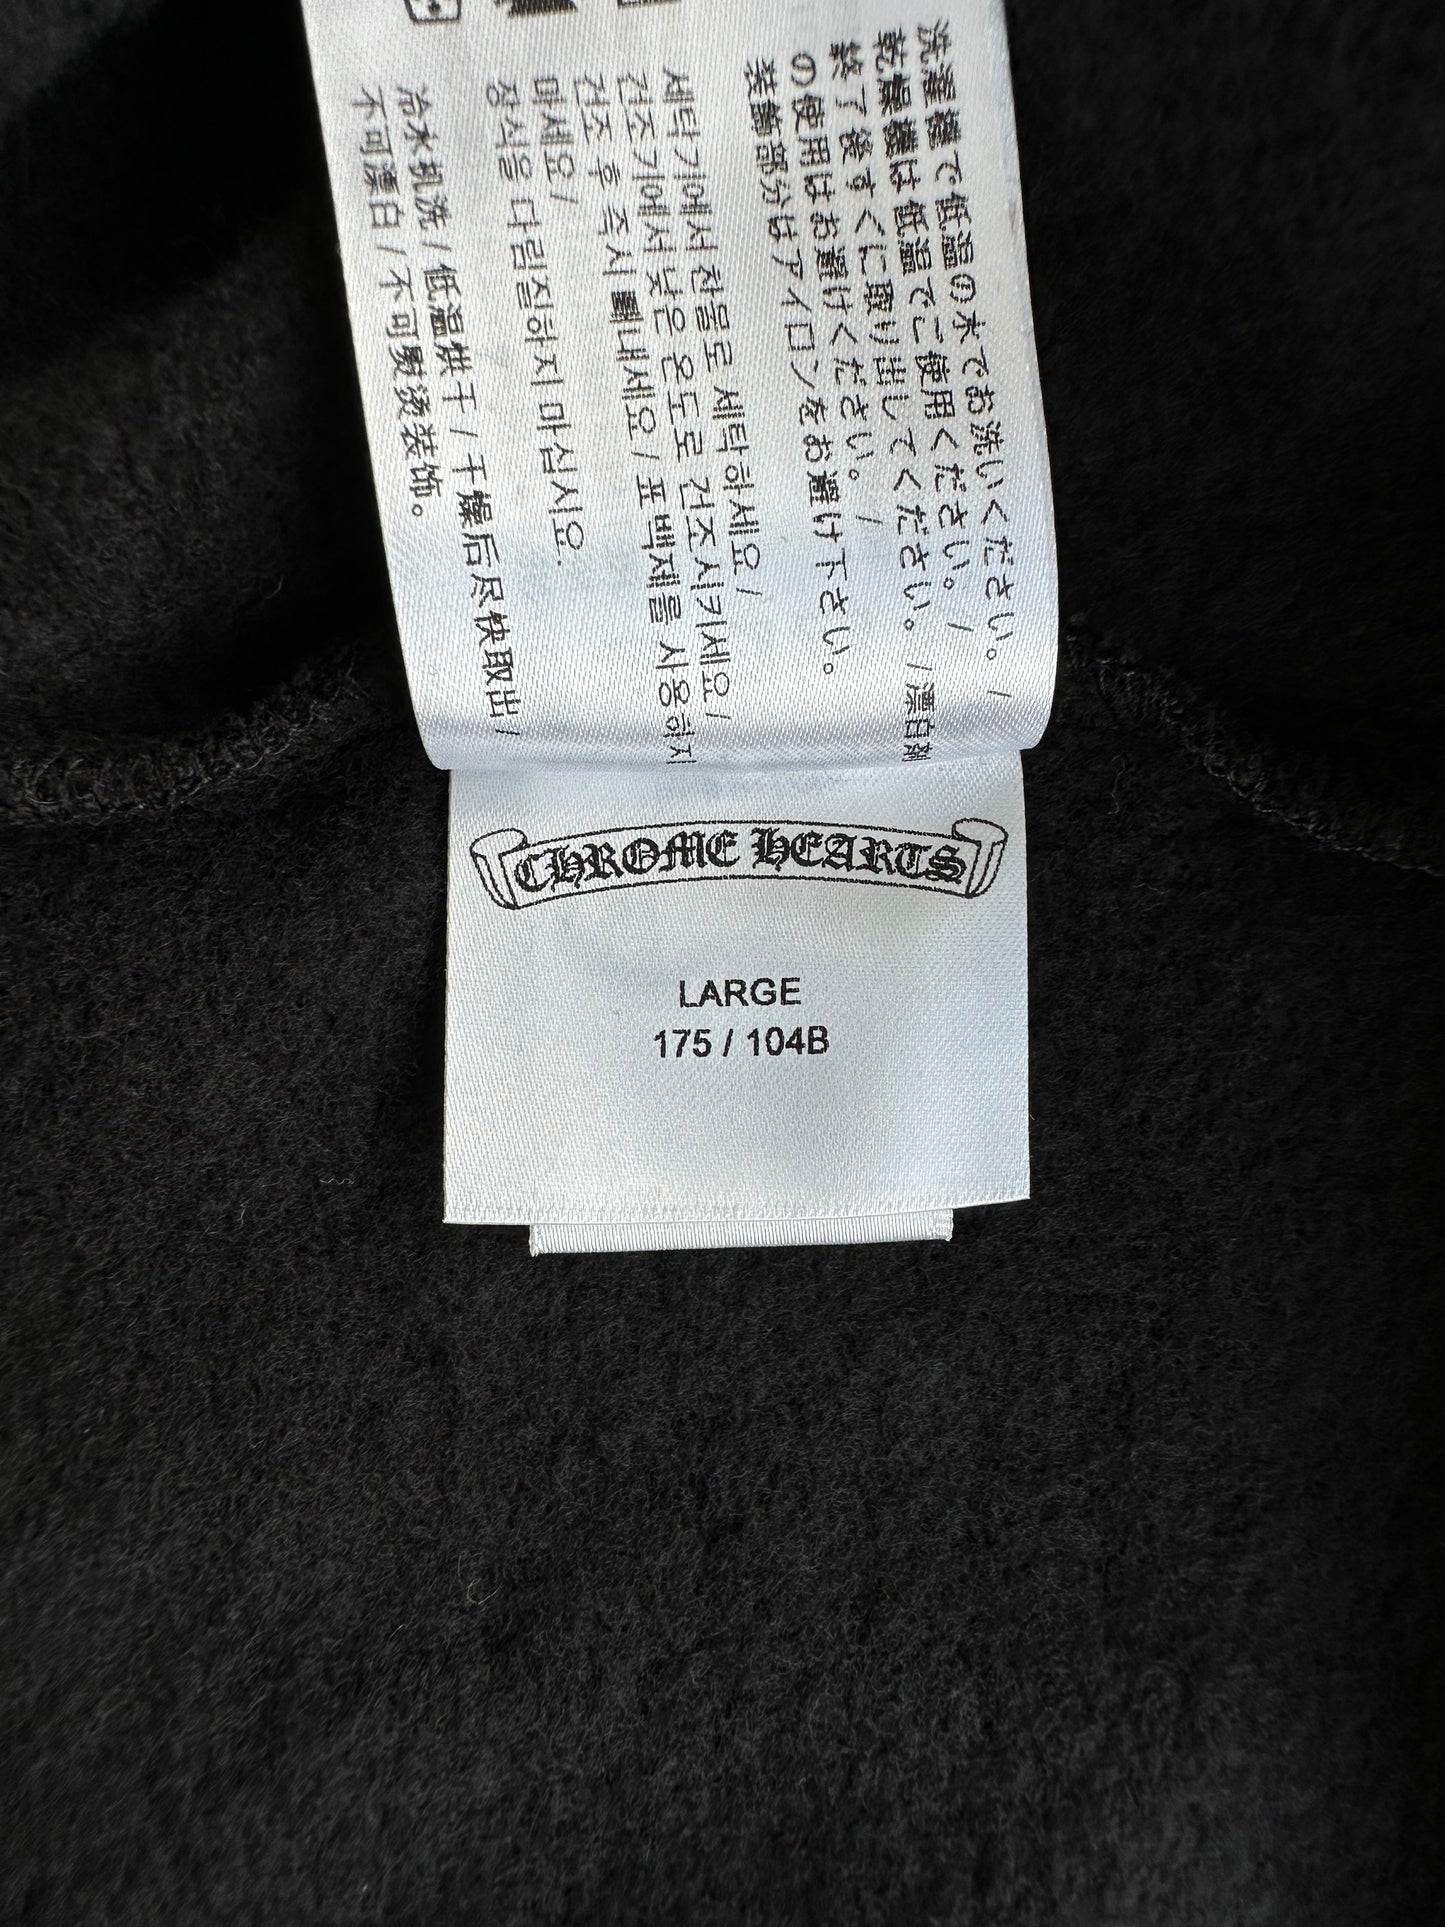 洗濯機で低温の水でお洗いください。 /
乾燥機は低温でご使用ください。 /
終了後すぐに取り出してください。 /漂白剤
の使用はお避けください。 /
装飾部分はアイロンをお避け下さい。
세탁기에서 찬물로 세탁하세요 /
건조기에서 낮은 온도로 건조시키세요 /
건조 후 즉시 빼내세요 / 표백제를 사용하지
마세요 /
장식을 다림질하지 마십시요.
冷水机洗 / 低温烘干 / 干燥后尽快取出 /
不可漂白 / 不可熨烫装饰。
CHROME HEARTS
LARGE
175 / 104B